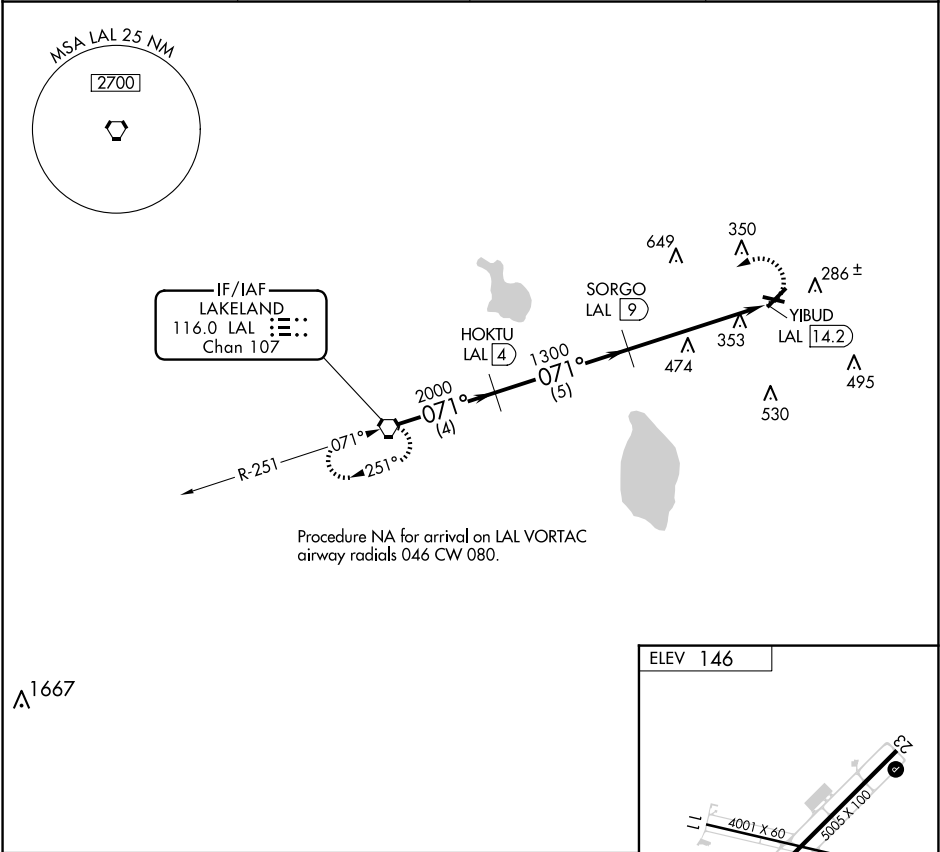 MSA LAL 25 NM
2700
649
350
286 ±
SORGO
LAL 9
YIBUD
LAL 14.2
353
474
495
530
IF/IAF
LAKELAND
116.0 LAL
Chan 107
HOKTU
LAL 4
1300
071°
(5)
2000
071°
(4)
071°
R-251
251°
Procedure NA for arrival on LAL VORTAC
airway radials 046 CW 080.
1667
ELEV 146
23
P
5005 X 100
4001 X 60
11